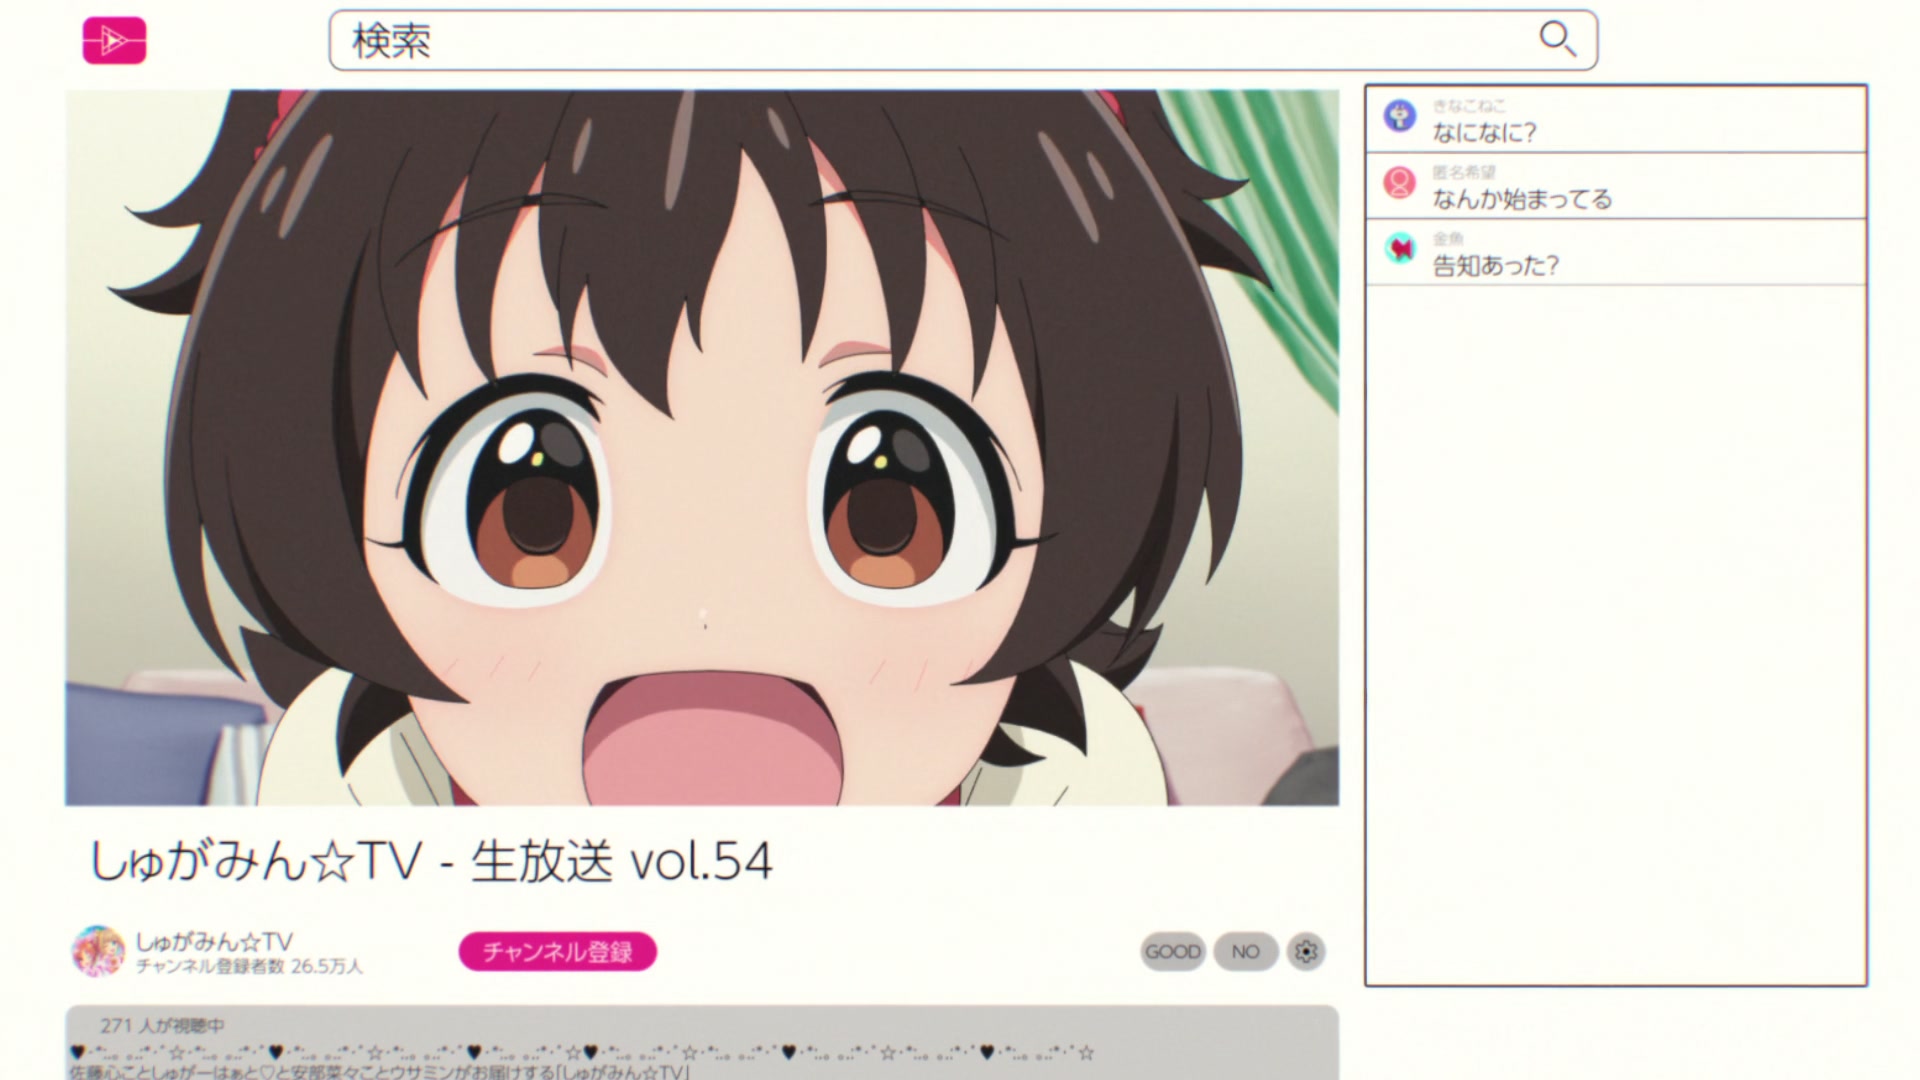 検索
きなこねこ
なになに?
匿名希望
なんか始まってる
金魚
告知あった?
しゅがみん☆TV - 生放送 vol.54
しゅがみん☆TV
チャンネル登録者数 26.5万人
チャンネル登録
GOOD
NO
271 人が視聴中
佐藤心ことしゅがーはぁと♡と安部菜々ことウサミンがお届けする「しゅがみん☆TV」